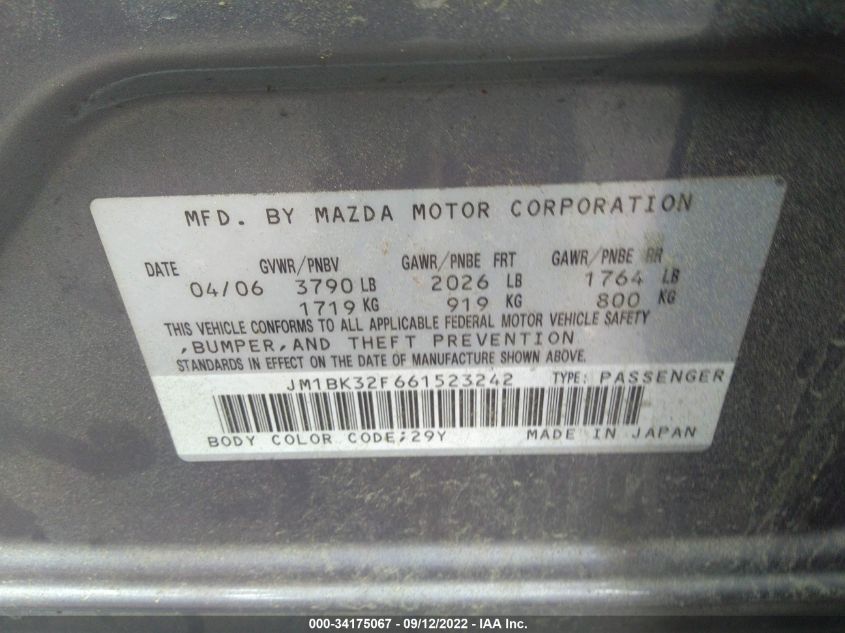 MFD. BY MAZDA MOTOR CORPORATION
DATE GVWR/PNBV GAWR/PNBE FRT GAWR/PNBE RR
04/06 3790 LB 2026 LB 1764 LB
1719 KG 919 KG 800 KG
THIS VEHICLE CONFORMS TO ALL APPLICABLE FEDERAL MOTOR VEHICLE SAFETY
,BUMPER,AND THEFT PREVENTION
STANDARDS IN EFFECT ON THE DATE OF MANUFACTURE SHOWN ABOVE.
JM1BK32F661523242 TYPE: PASSENGER
BODY COLOR CODE;29Y MADE IN JAPAN
000-34175067 - 09/12/2022 - IAA Inc.